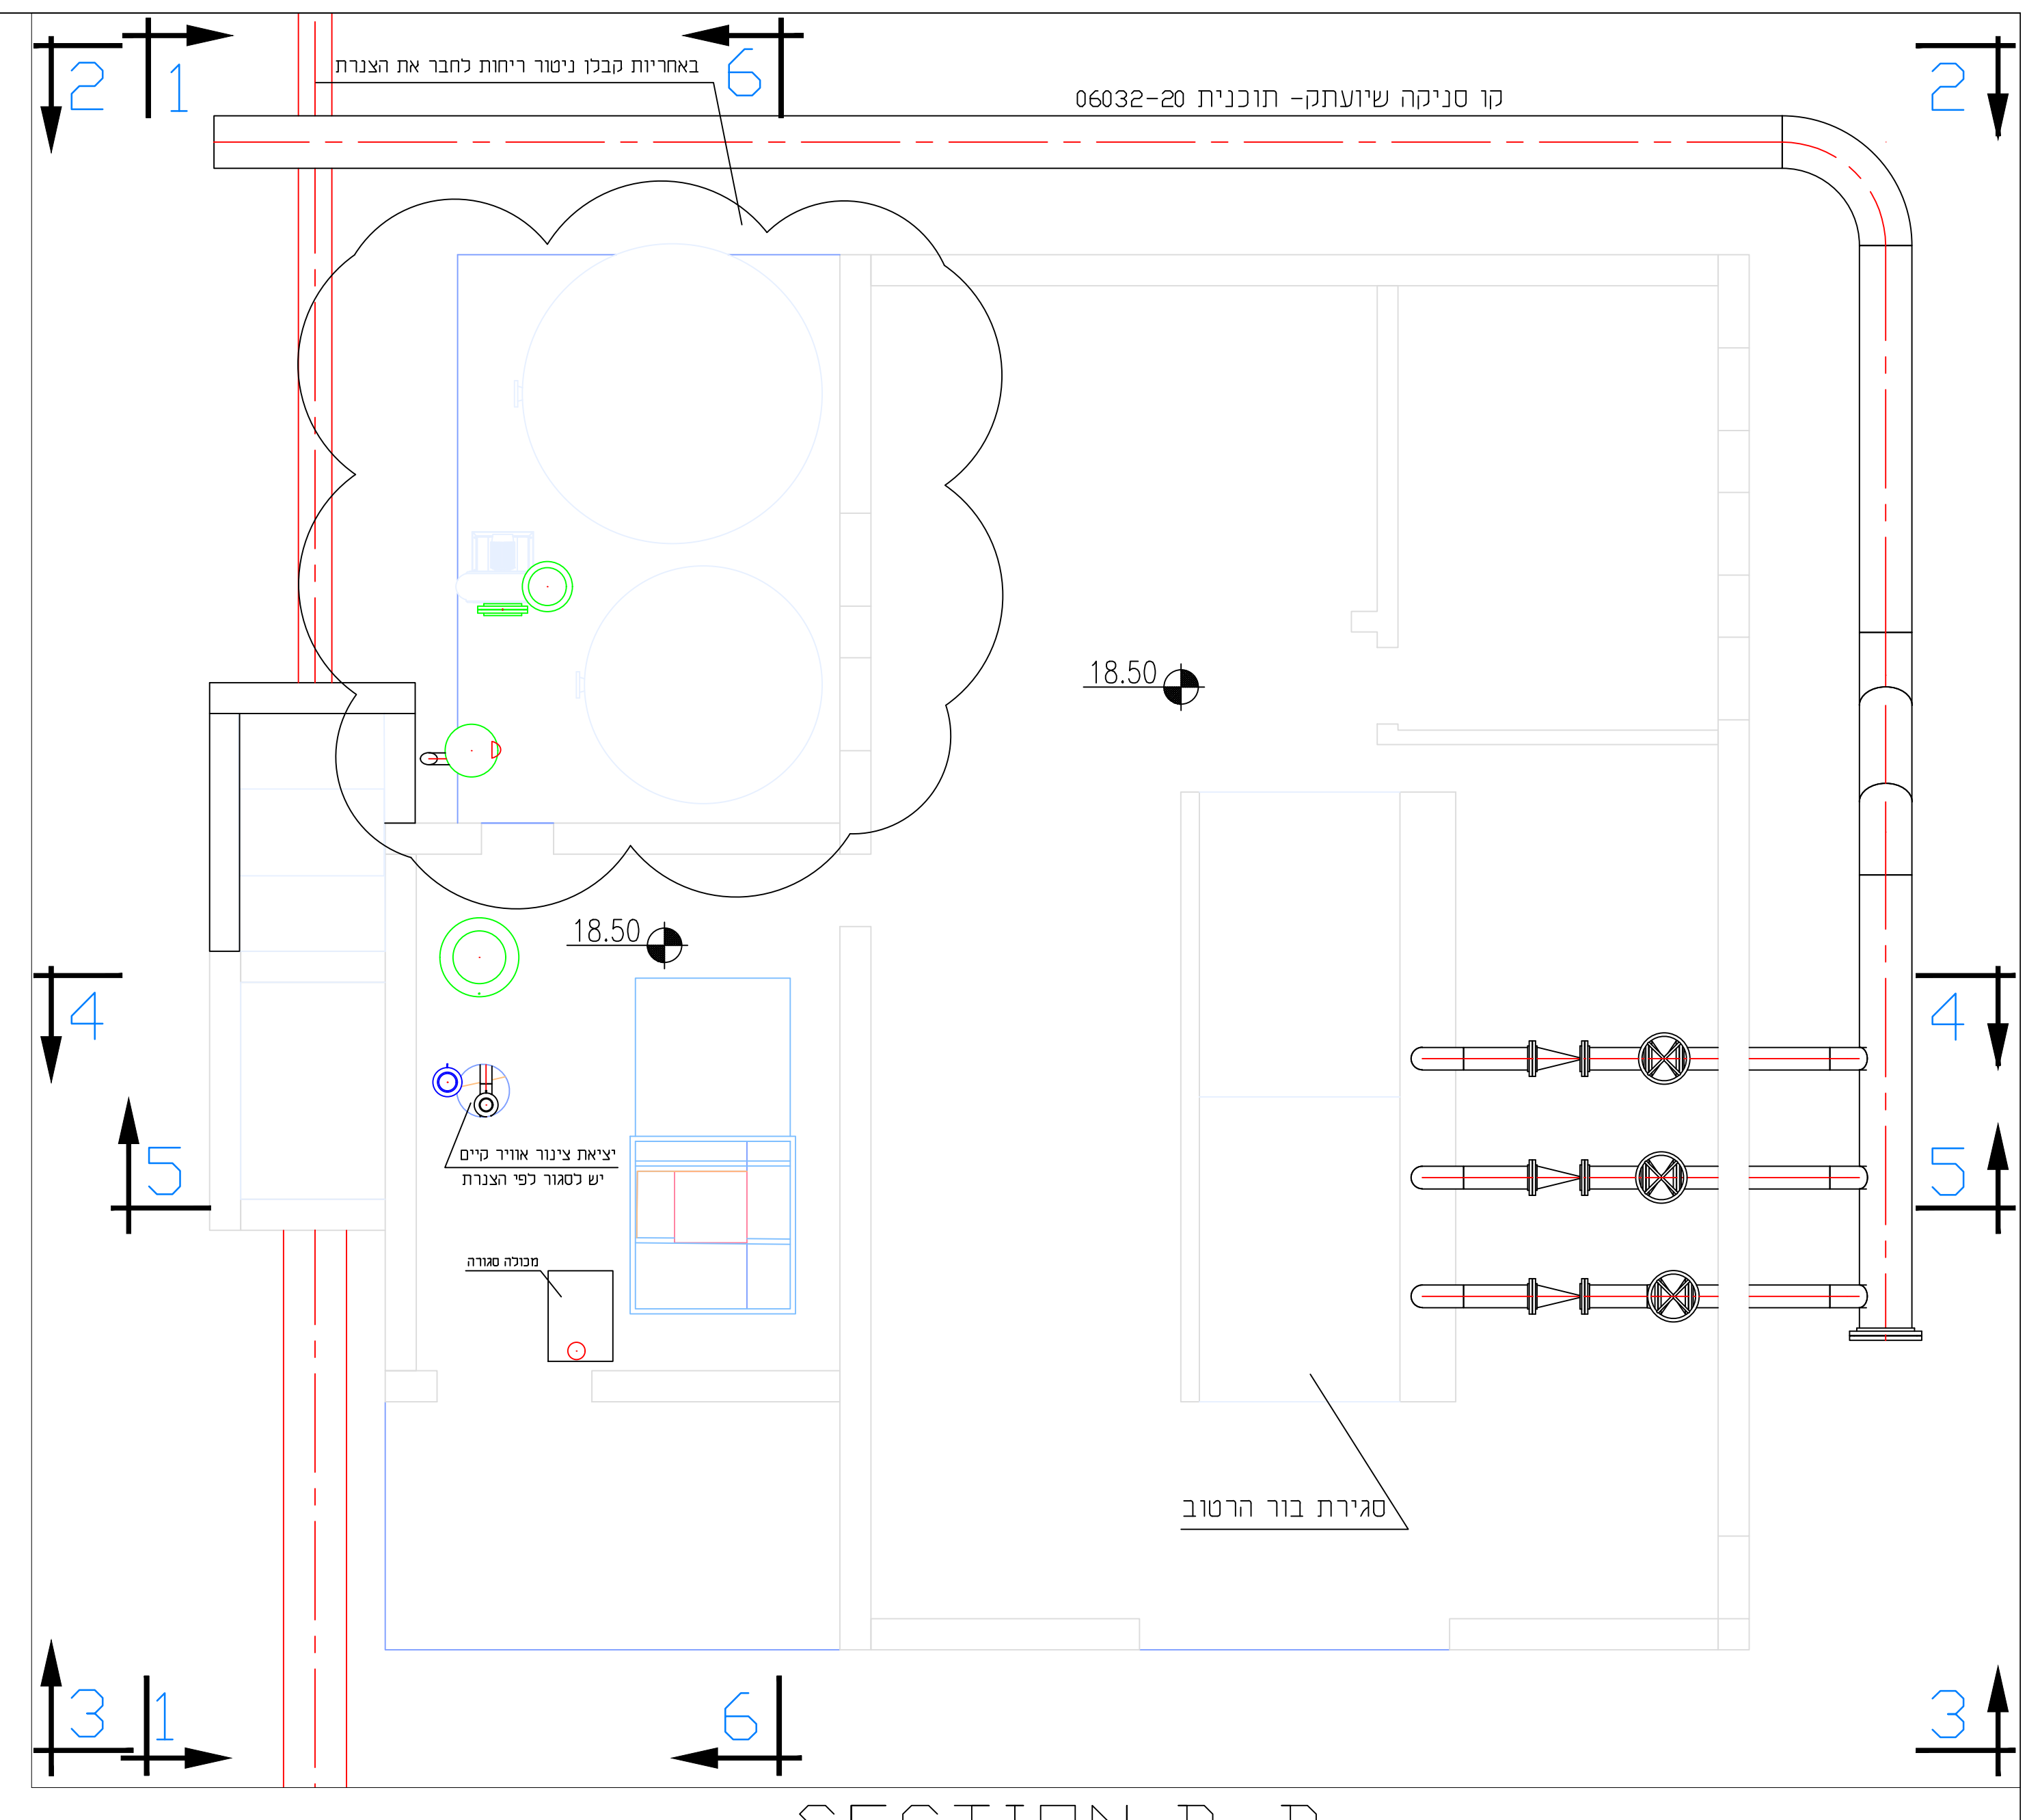 2
1
6
2
באחריות קבלן ניטור ריחות לחבר את הצנרת
קו סניקה שיועתק- תוכנית 06032-20
18.50
18.50
4
4
5
5
יציאת צינור אוויר קיים
יש לסגור לפי הצנרת
מכולה סגורה
סגירת בור הרטוב
3
1
6
3